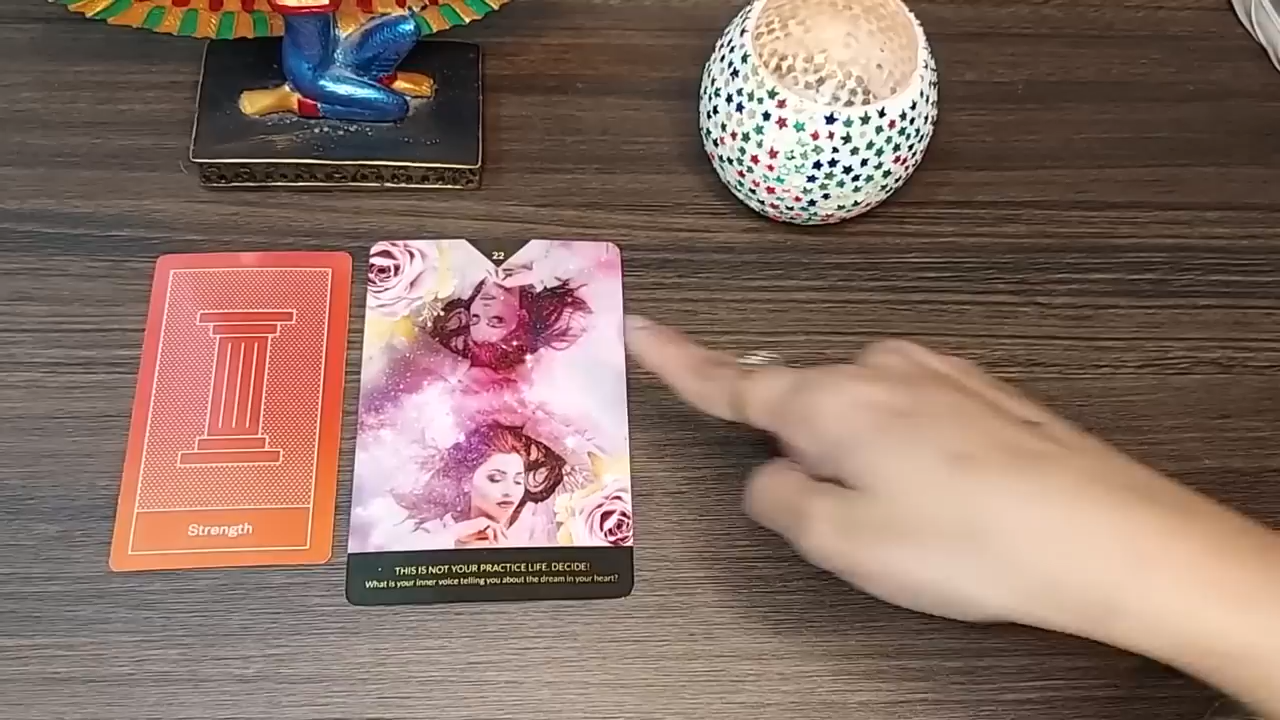 22
Strength
THIS IS NOT YOUR PRACTICE LIFE. DECIDE!
What is your inner voice telling you about the dream in your heart?